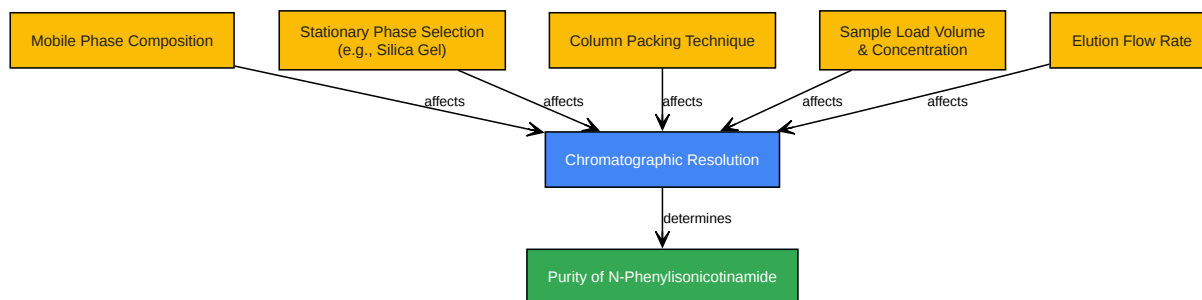 Mobile Phase Composition
Stationary Phase Selection
(e.g., Silica Gel)
Column Packing Technique
Sample Load Volume
& Concentration
Elution Flow Rate
affects
affects
affects
affects
affects
Chromatographic Resolution
determines
Purity of N-Phenylisonicotinamide